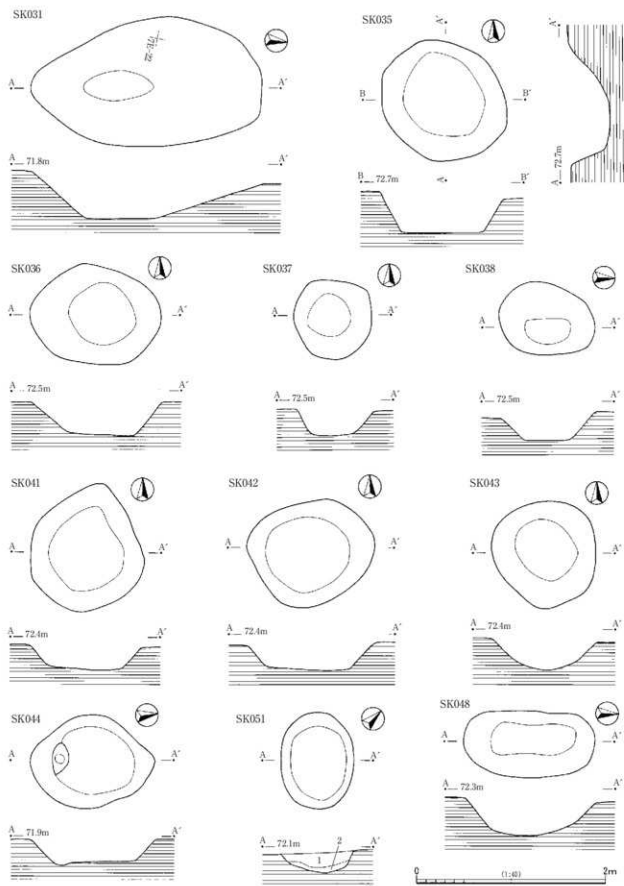 SK031
A
A′
A 71.8m A′
SK035
A′
B B′
A
B 72.7m B′
A′
A 72.7m
SK036
A A′
A 72.5m A′
SK037
A A′
A 72.5m A′
SK038
A A′
A 72.5m A′
SK041
A A′
A 72.4m A′
SK042
A A′
A 72.4m A′
SK043
A A′
A 72.4m A′
SK044
A A′
A 71.9m A′
SK051
A A′
A 72.1m 2 A′
1
SK048
A A′
A 72.3m A′
0 (1:40) 2m